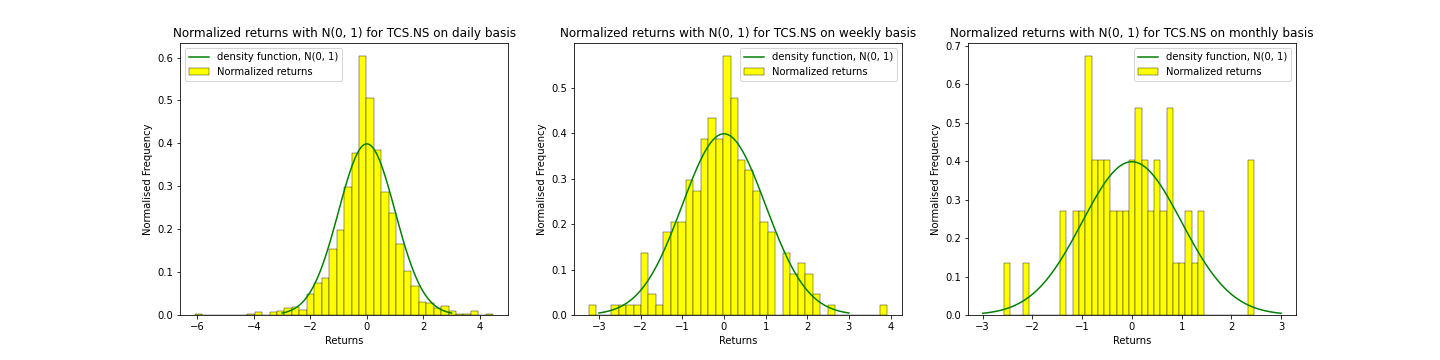 Normalized returns with N(0, 1) for TCS.NS on daily basis
density function, N(0, 1)
Normalized returns
Normalised Frequency
0.6
0.5
0.4
0.3
0.2
0.1
0.0
−6 −4 −2 0 2 4
Returns
Normalized returns with N(0, 1) for TCS.NS on weekly basis
density function, N(0, 1)
Normalized returns
Normalised Frequency
0.5
0.4
0.3
0.2
0.1
0.0
−3 −2 −1 0 1 2 3 4
Returns
Normalized returns with N(0, 1) for TCS.NS on monthly basis
density function, N(0, 1)
Normalized returns
Normalised Frequency
0.7
0.6
0.5
0.4
0.3
0.2
0.1
0.0
−3 −2 −1 0 1 2 3
Returns